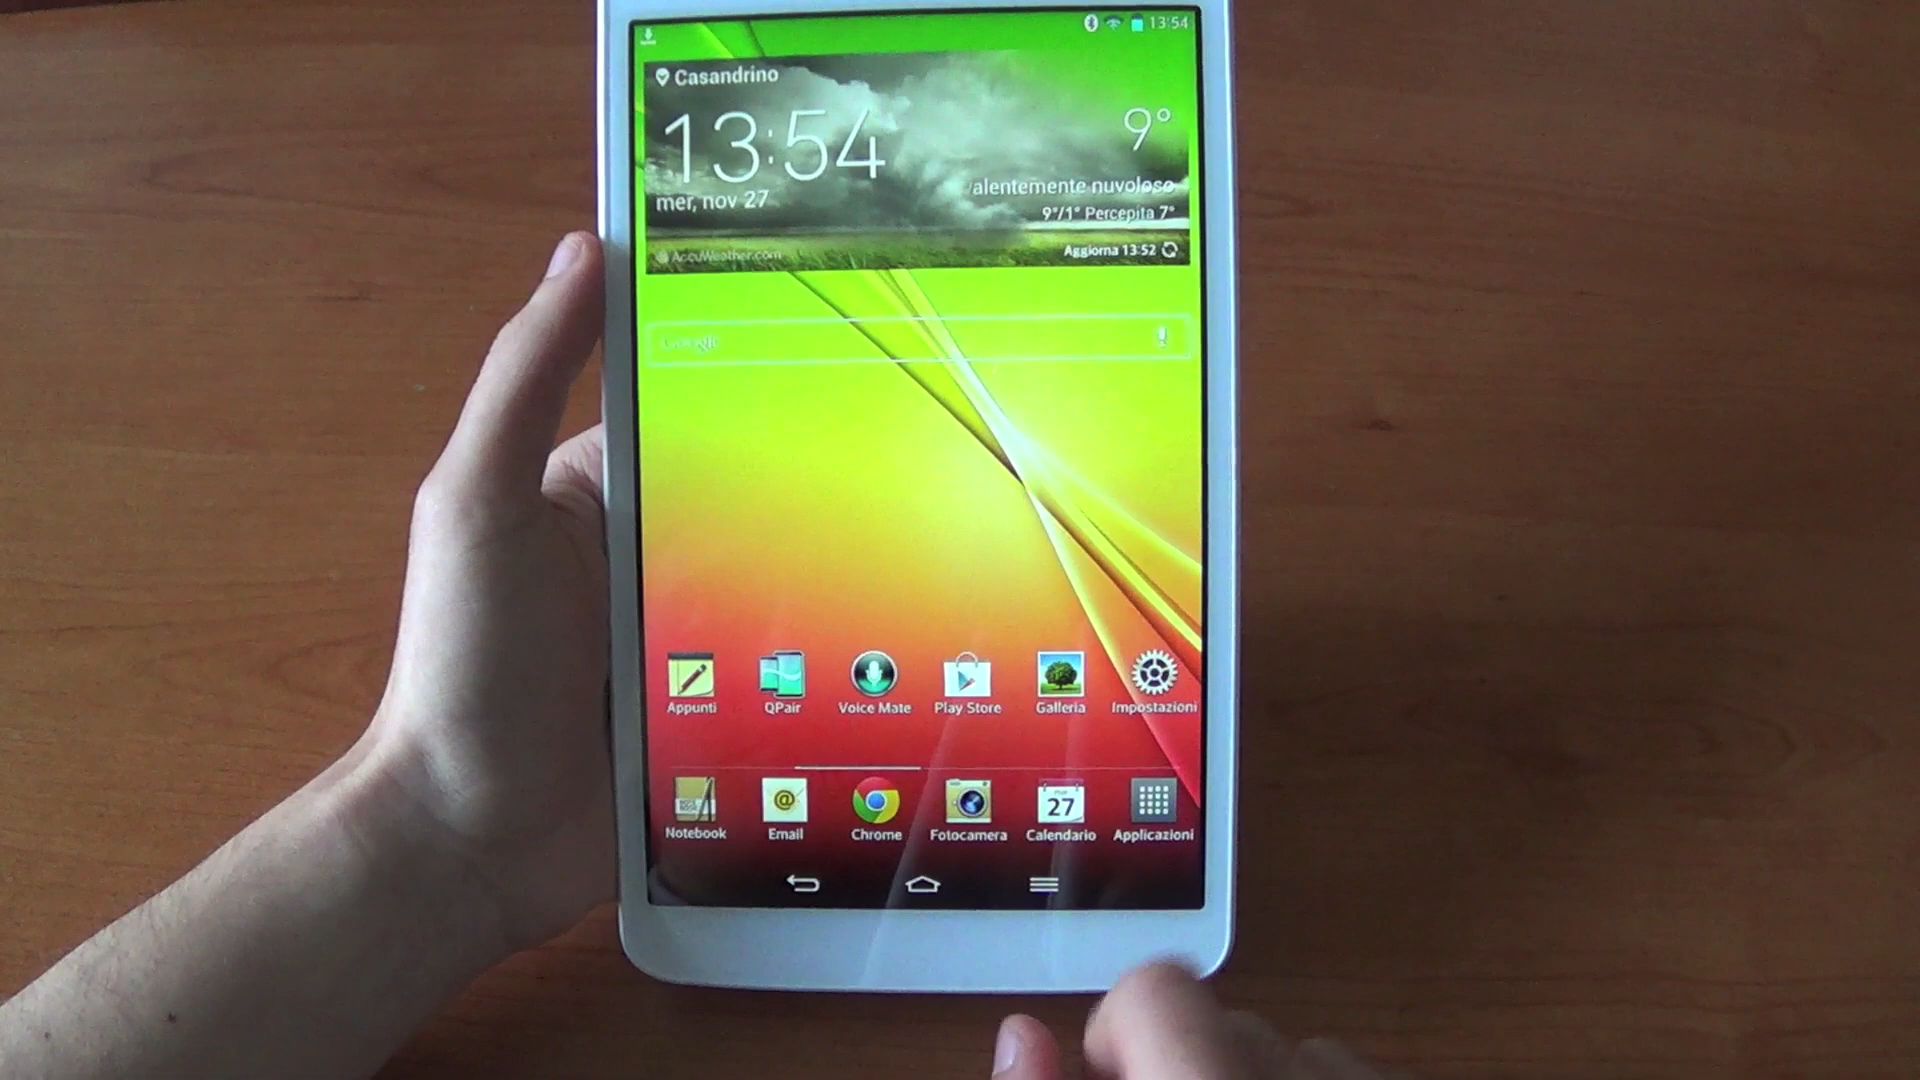 13:54
Casandrino
13:54
9°
alentemente nuvoloso
mer, nov 27
9°/1° Percepita 7°
AccuWeather.com
Aggiorna 13:52
Google
Appunti
QPair
Voice Mate
Play Store
Galleria
Impostazioni
27
Notebook
Email
Chrome
Fotocamera
Calendario
Applicazioni